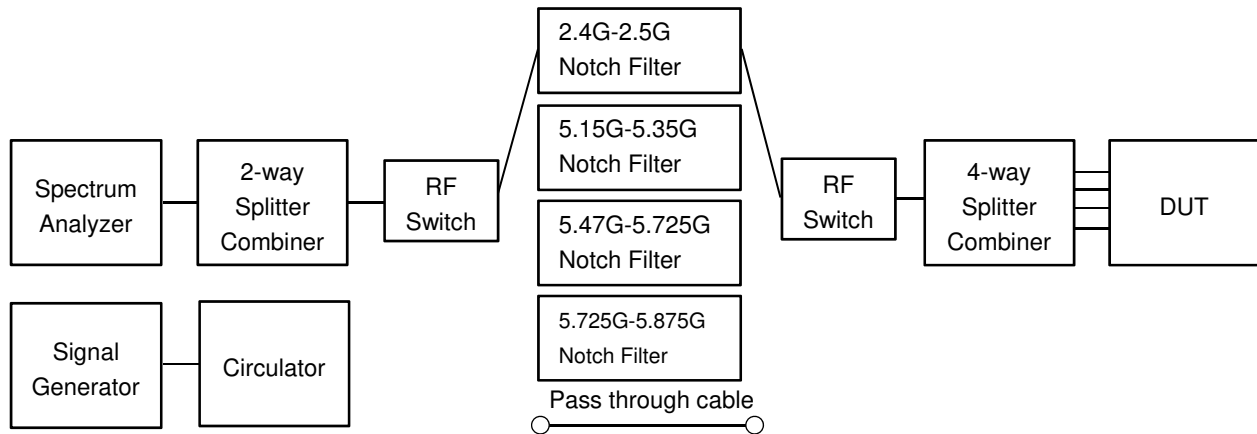 Spectrum
Analyzer
2-way
Splitter
Combiner
RF
Switch
2.4G-2.5G
Notch Filter
5.15G-5.35G
Notch Filter
5.47G-5.725G
Notch Filter
5.725G-5.875G
Notch Filter
Pass through cable
RF
Switch
4-way
Splitter
Combiner
DUT
Signal
Generator
Circulator